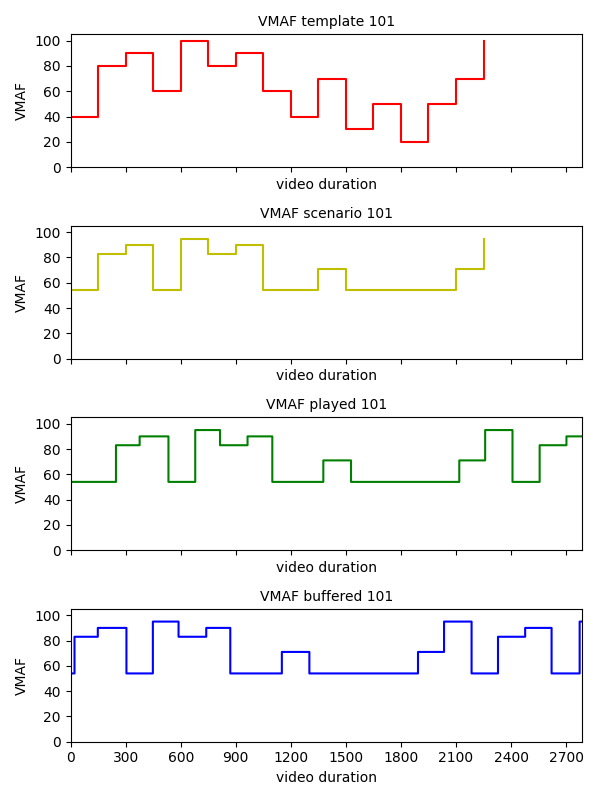 VMAF template 101
100
80
60
40
20
0
VMAF
video duration
VMAF scenario 101
100
80
60
40
20
0
VMAF
video duration
VMAF played 101
100
80
60
40
20
0
VMAF
video duration
VMAF buffered 101
100
80
60
40
20
0
VMAF
0 300 600 900 1200 1500 1800 2100 2400 2700
video duration